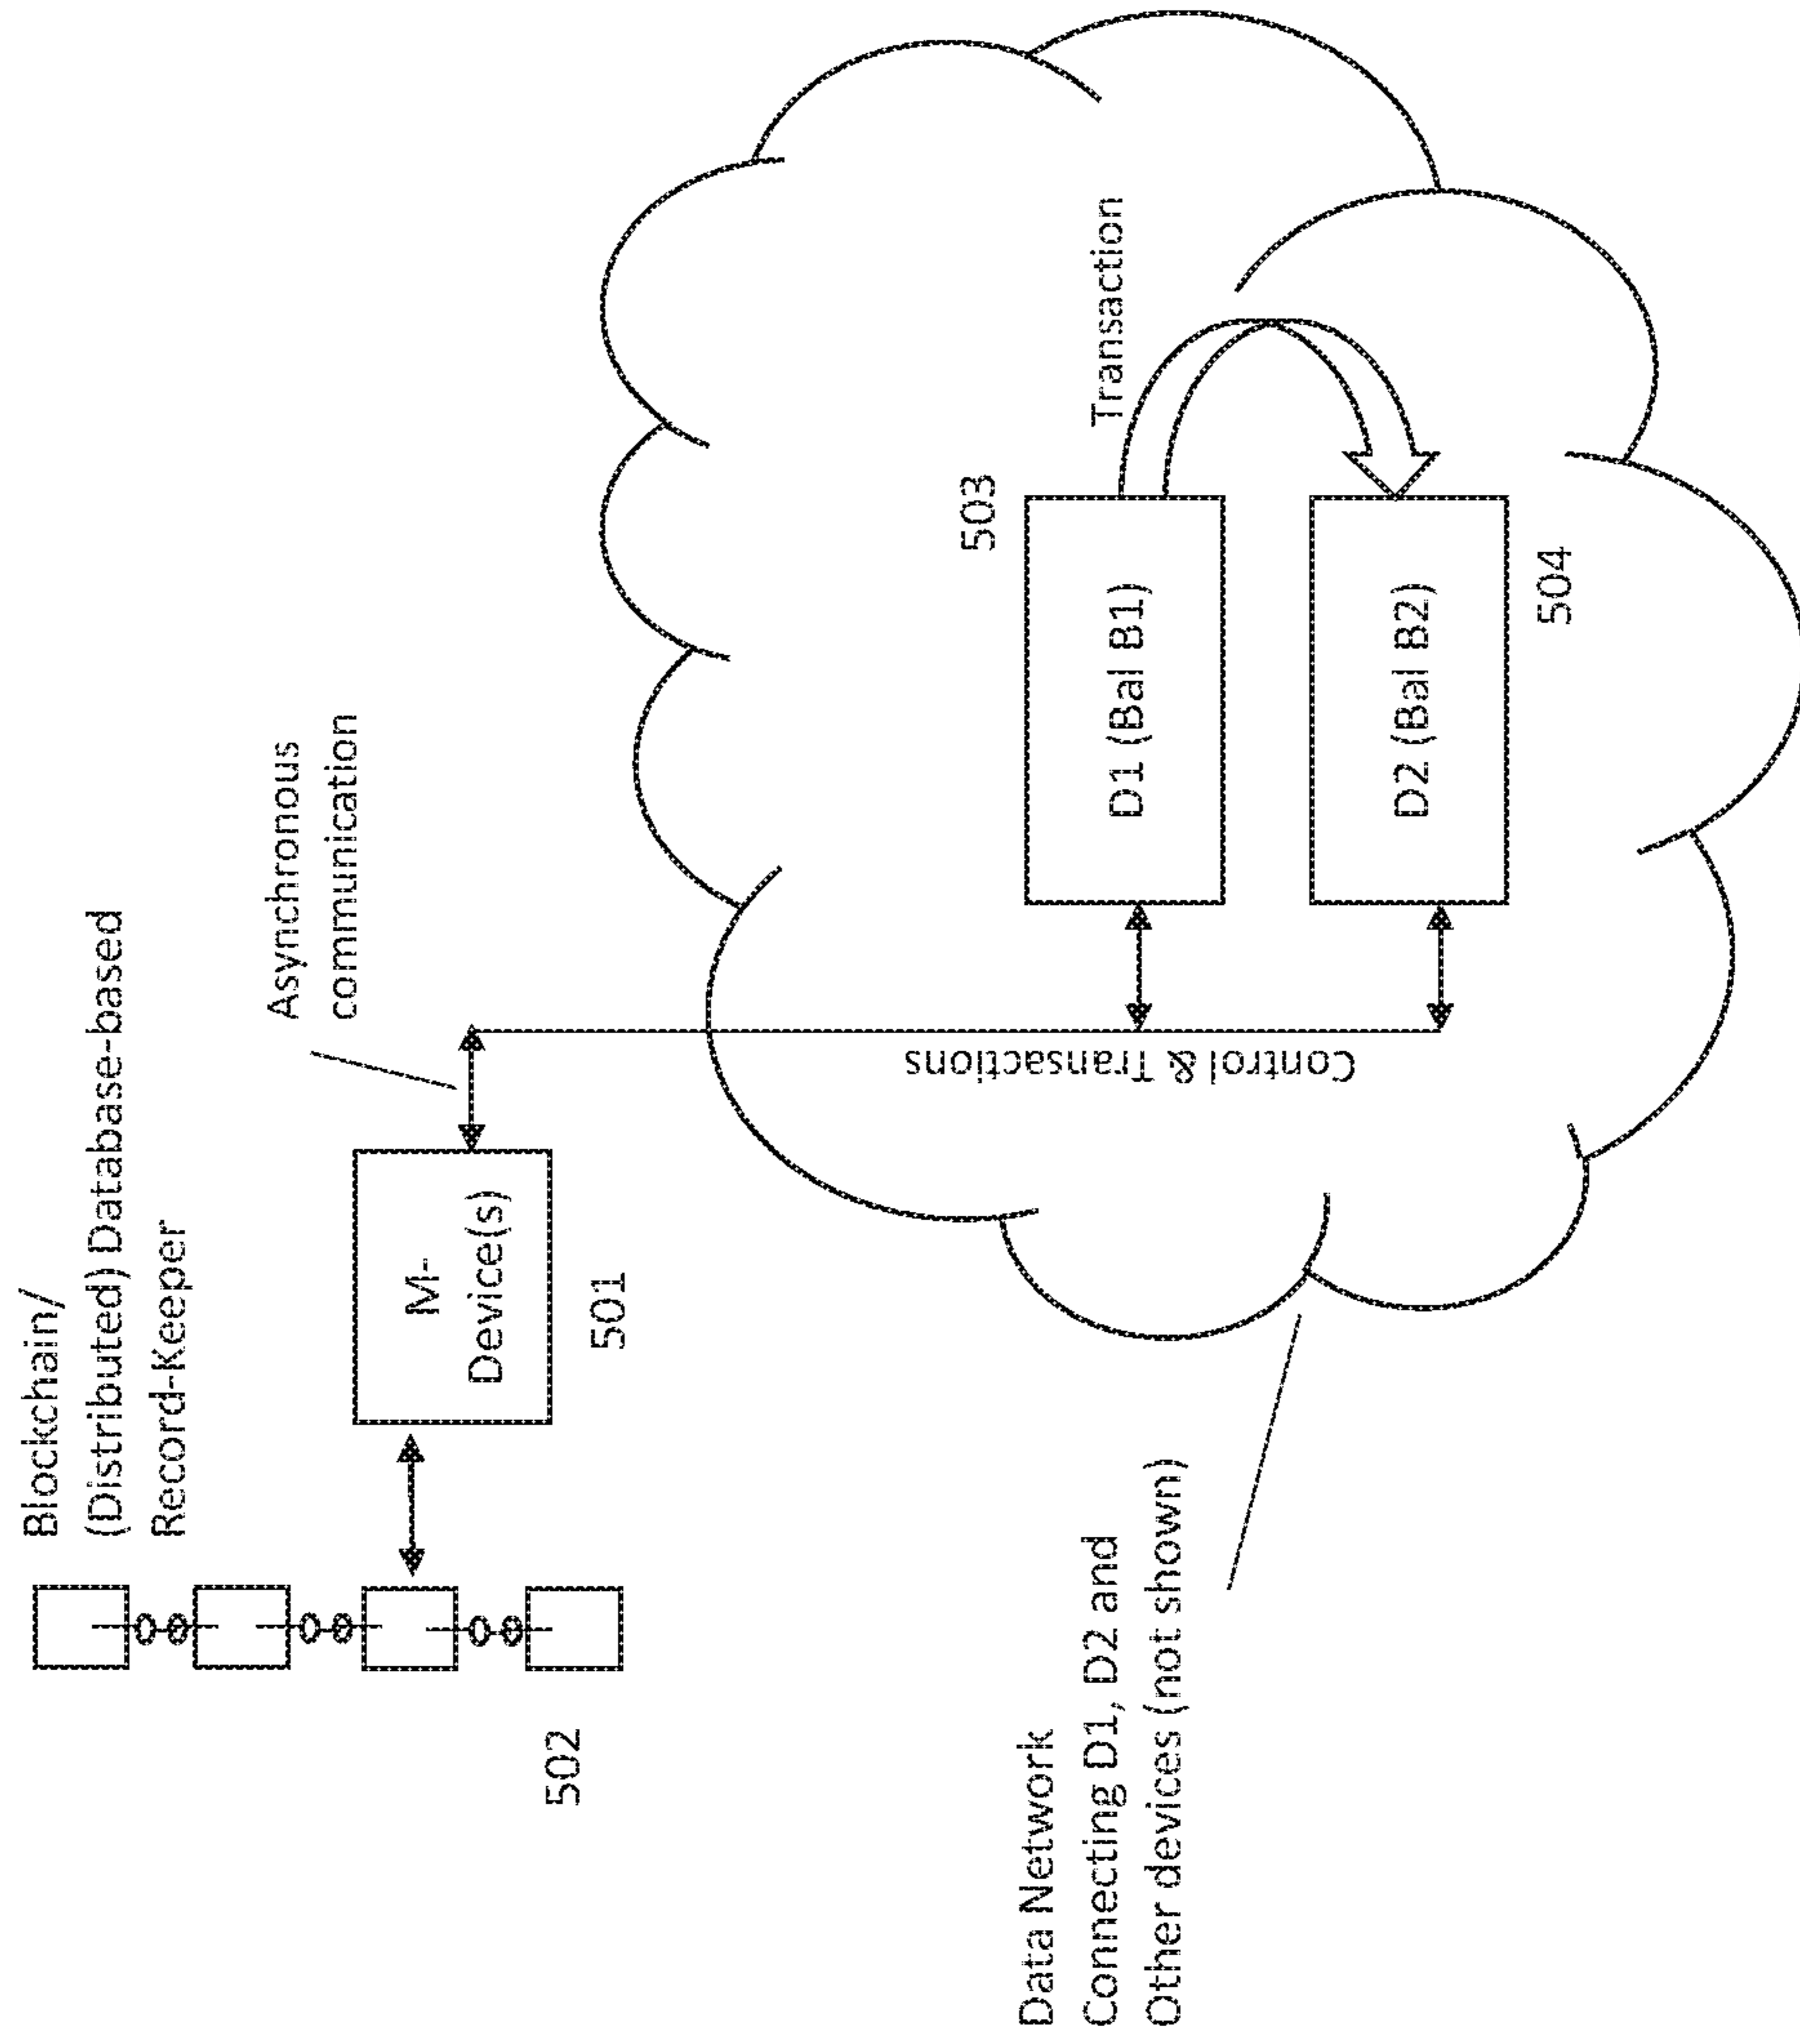 Blockchain/
(Distributed) Database-based
Record-Keeper
502
M-
Device(s)
501
Asynchronous
communication
Control & Transactions
D1 (Bal B1)
503
D2 (Bal B2)
504
Transaction
Data Network
Connecting D1, D2 and
Other devices (not shown)